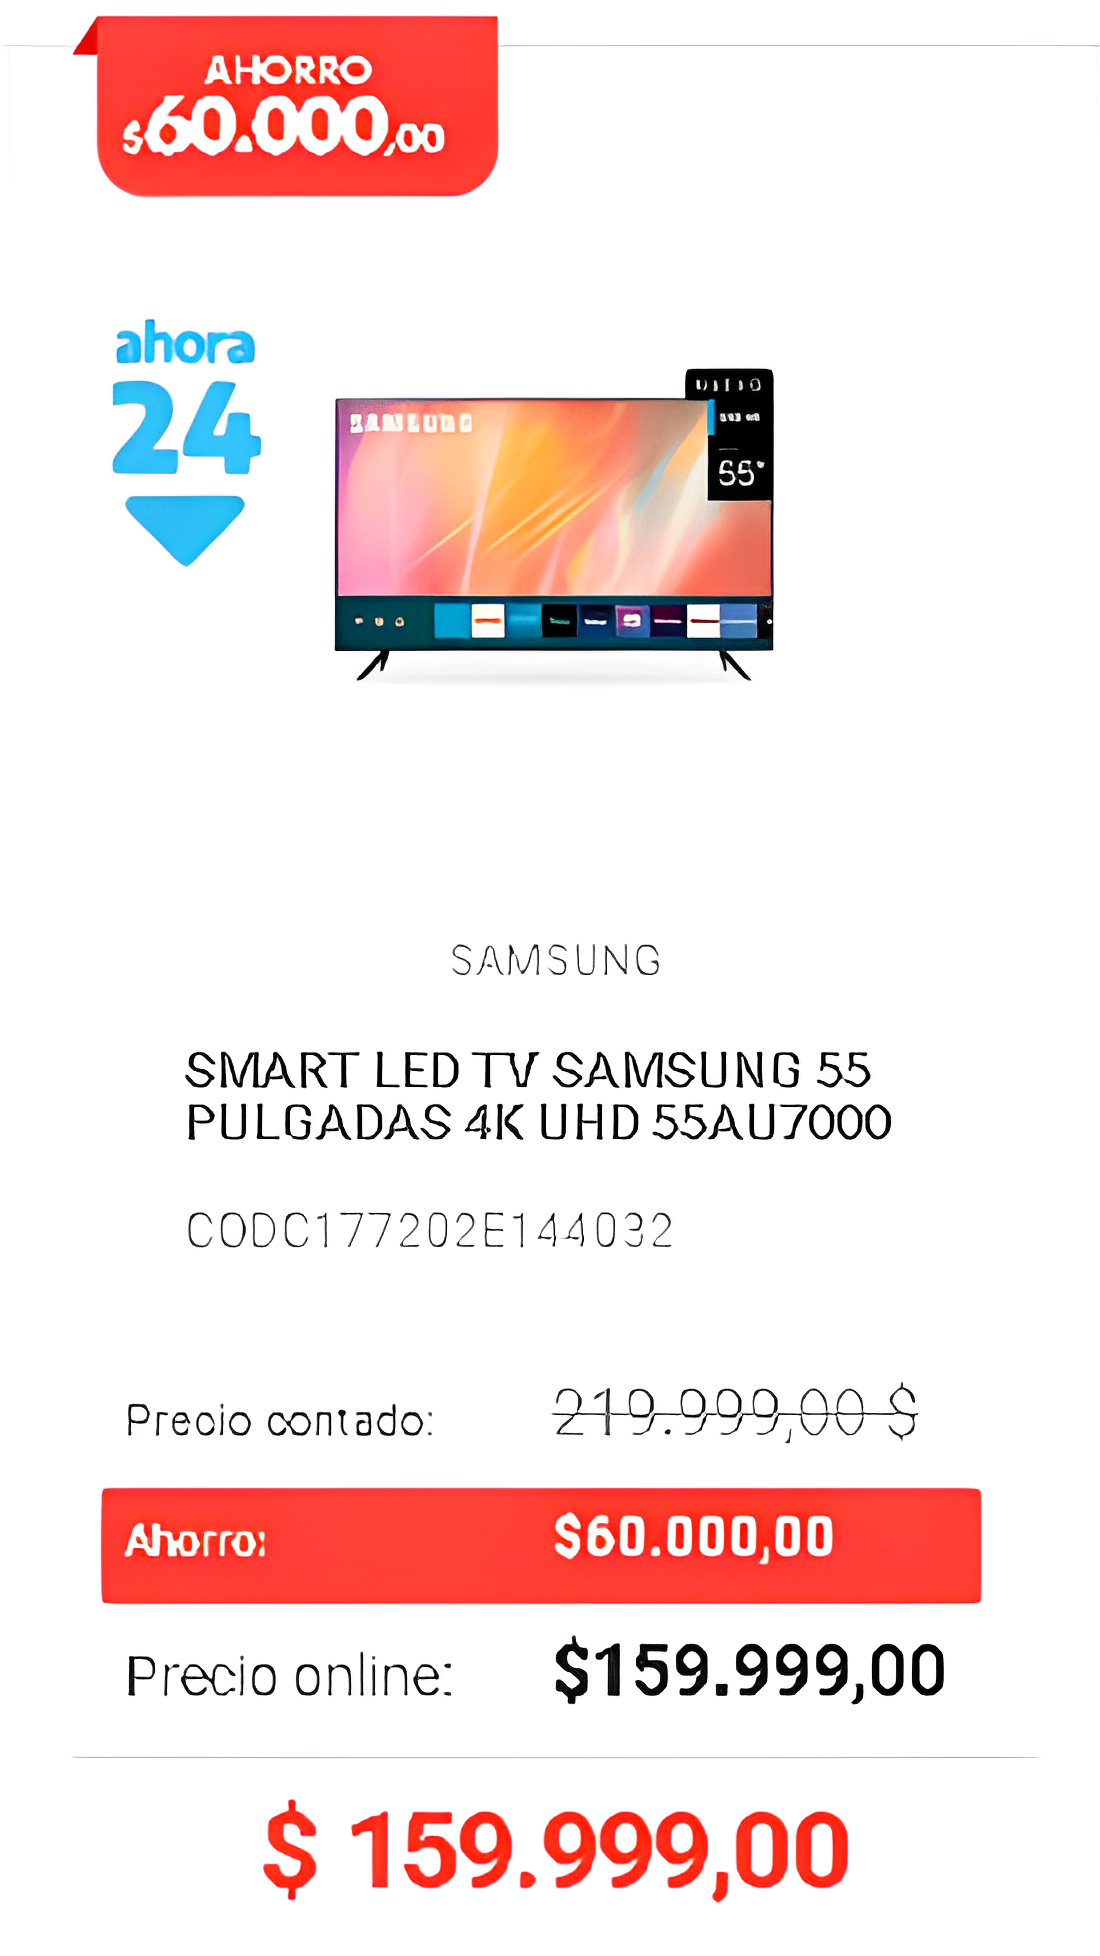 AHORRO
$60.000,00
ahora
24
SAMSUNG
55"
SAMSUNG
SMART LED TV SAMSUNG 55
PULGADAS 4K UHD 55AU7000
CODC177202E144032
Precio contado: 219.999,00 $
Ahorro: $60.000,00
Precio online: $159.999,00
$ 159.999,00